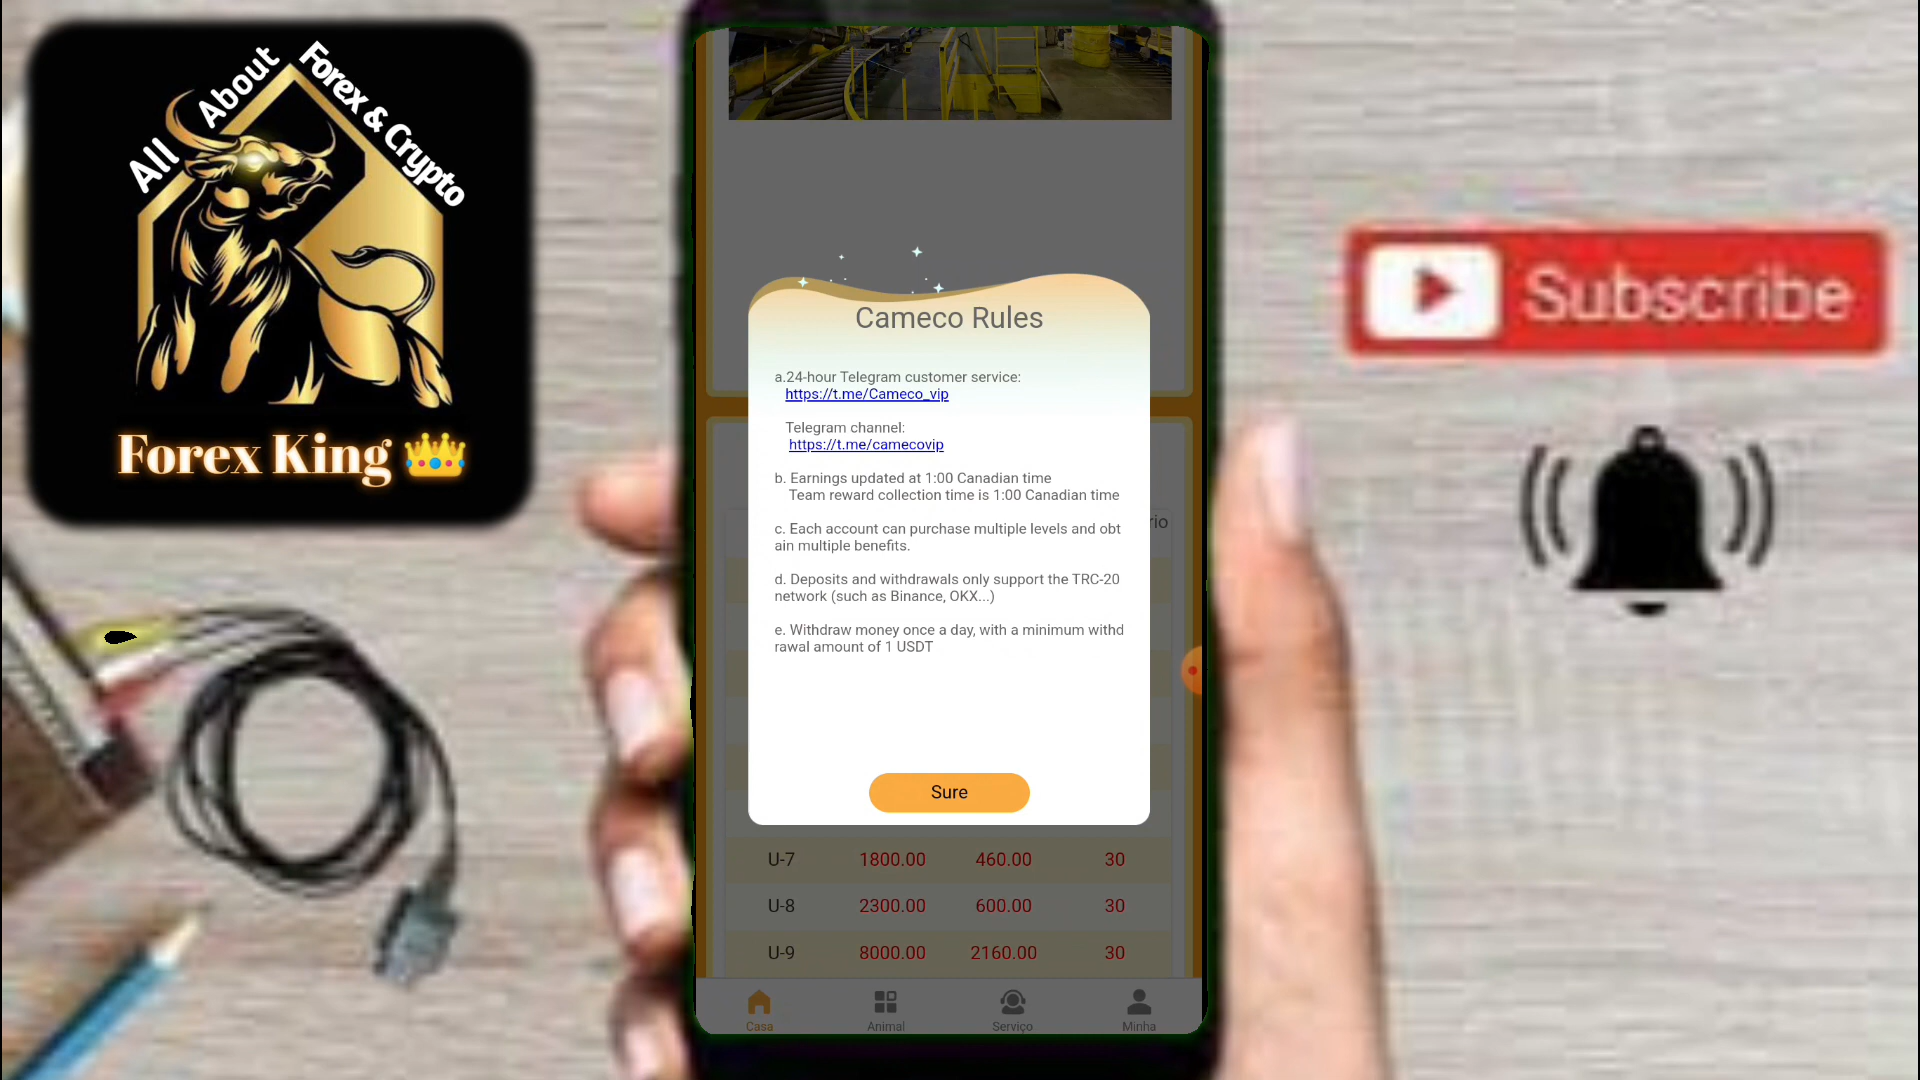 All About Forex & Crypto
Forex King 👑
Subscribe
Cameco Rules
a.24-hour Telegram customer service:
https://t.me/Cameco_vip
Telegram channel:
https://t.me/camecovip
b. Earnings updated at 1:00 Canadian time
Team reward collection time is 1:00 Canadian time
c. Each account can purchase multiple levels and obt
ain multiple benefits.
d. Deposits and withdrawals only support the TRC-20
network (such as Binance, OKX...)
e. Withdraw money once a day, with a minimum withd
rawal amount of 1 USDT
Sure
rio
U-7 1800.00 460.00 30
U-8 2300.00 600.00 30
U-9 8000.00 2160.00 30
Casa Animal Serviço Minha